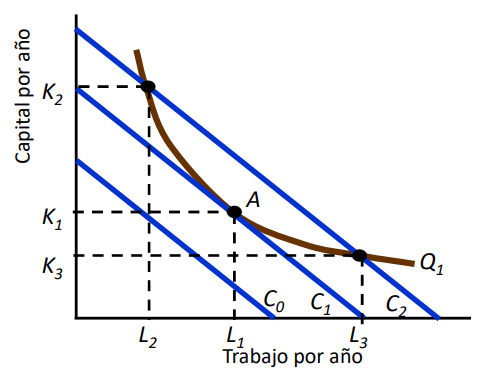 Capital por año
K2
K1
K3
A
Q1
C0
C1
C2
L2
L1
L3
Trabajo por año